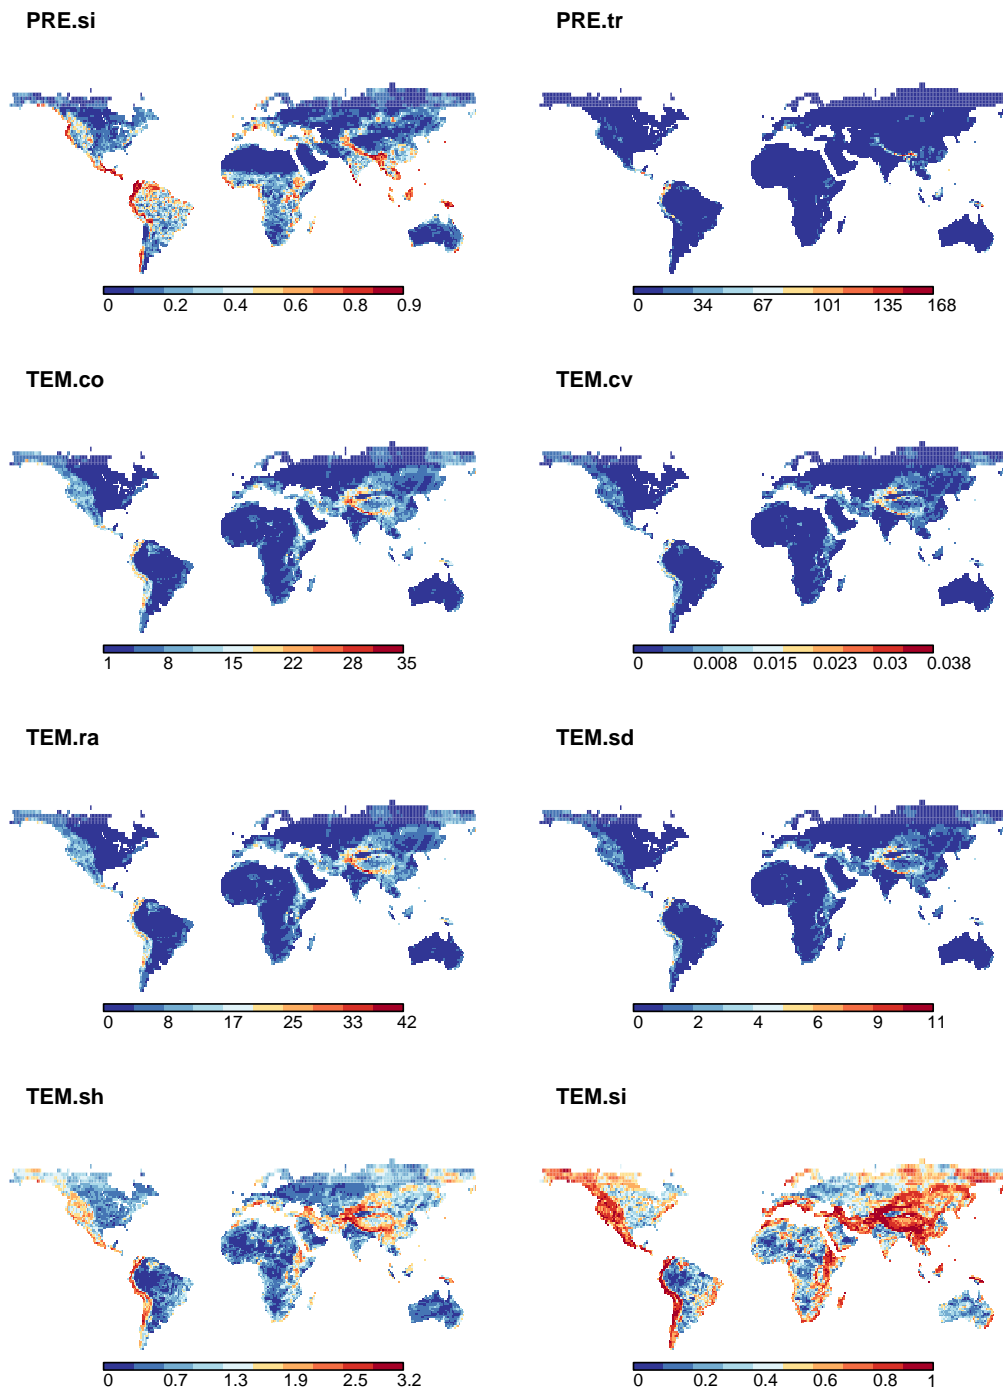 PRE.si
PRE.tr
0 0.2 0.4 0.6 0.8 0.9
0 34 67 101 135 168
TEM.co
TEM.cv
1 8 15 22 28 35
0 0.008 0.015 0.023 0.03 0.038
TEM.ra
TEM.sd
0 8 17 25 33 42
0 2 4 6 9 11
TEM.sh
TEM.si
0 0.7 1.3 1.9 2.5 3.2
0 0.2 0.4 0.6 0.8 1